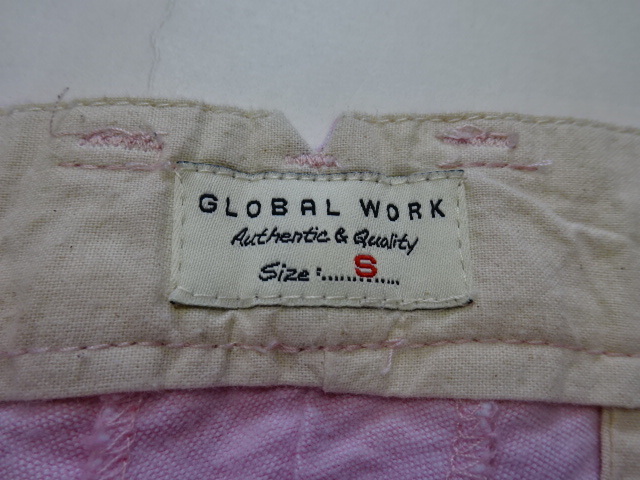 GLOBAL WORK
Authentic & Quality
Size:......S......